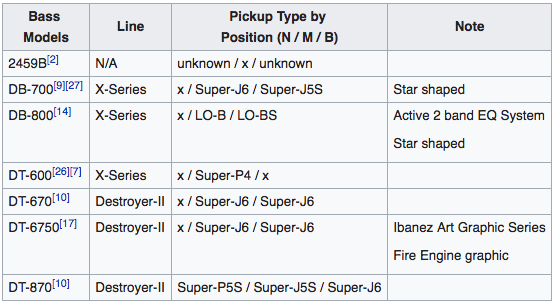 Bass Models Line Pickup Type by Position (N / M / B) Note
2459B[2] N/A unknown / x / unknown
DB-700[9][27] X-Series x / Super-J6 / Super-J5S Star shaped
DB-800[14] X-Series x / LO-B / LO-BS Active 2 band EQ System
Star shaped
DT-600[26][7] X-Series x / Super-P4 / x
DT-670[10] Destroyer-II x / Super-J6 / Super-J6
DT-6750[17] Destroyer-II x / Super-J6 / Super-J6 Ibanez Art Graphic Series
Fire Engine graphic
DT-870[10] Destroyer-II Super-P5S / Super-J5S / Super-J6